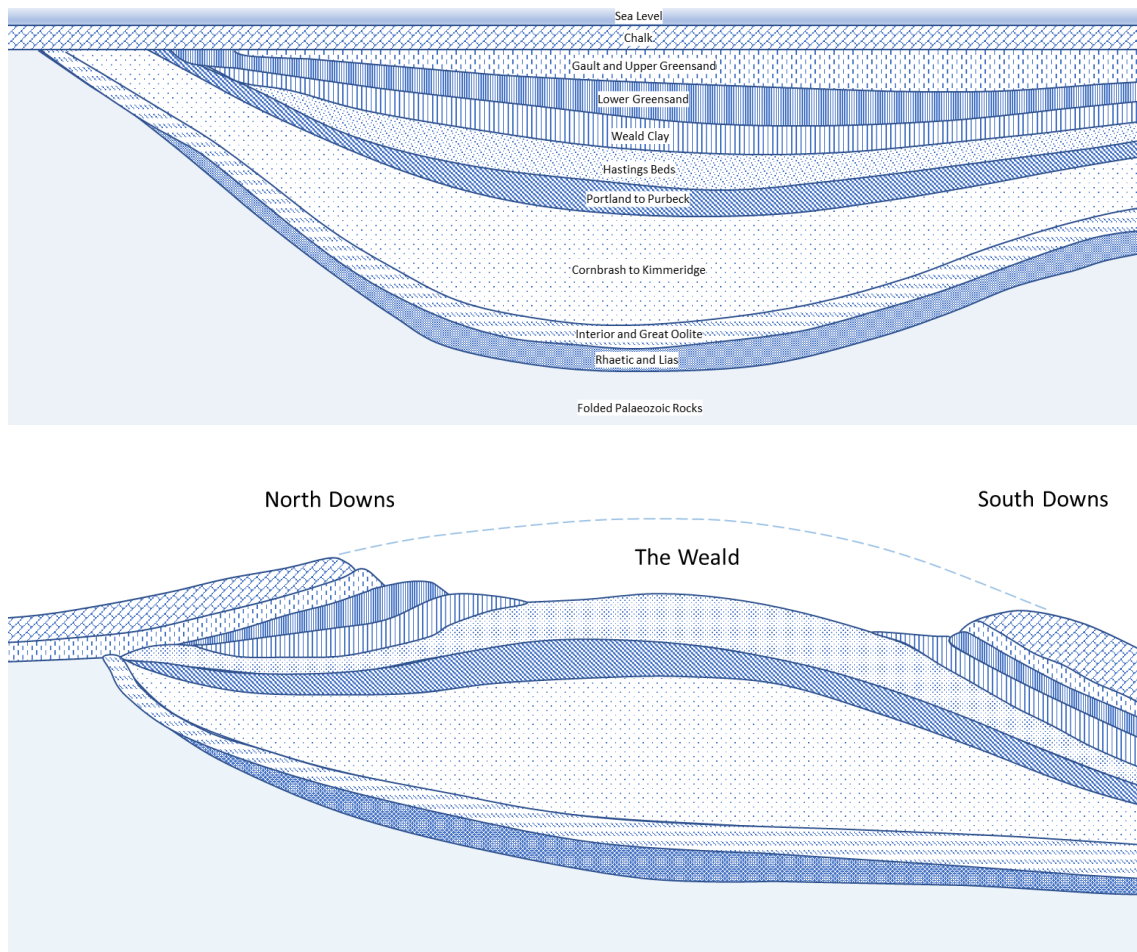 Sea Level
Chalk
Gault and Upper Greensand
Lower Greensand
Weald Clay
Hastings Beds
Portland to Purbeck
Cornbrash to Kimmeridge
Interior and Great Oolite
Rhaetic and Lias
Folded Palaeozoic Rocks
North Downs
South Downs
The Weald